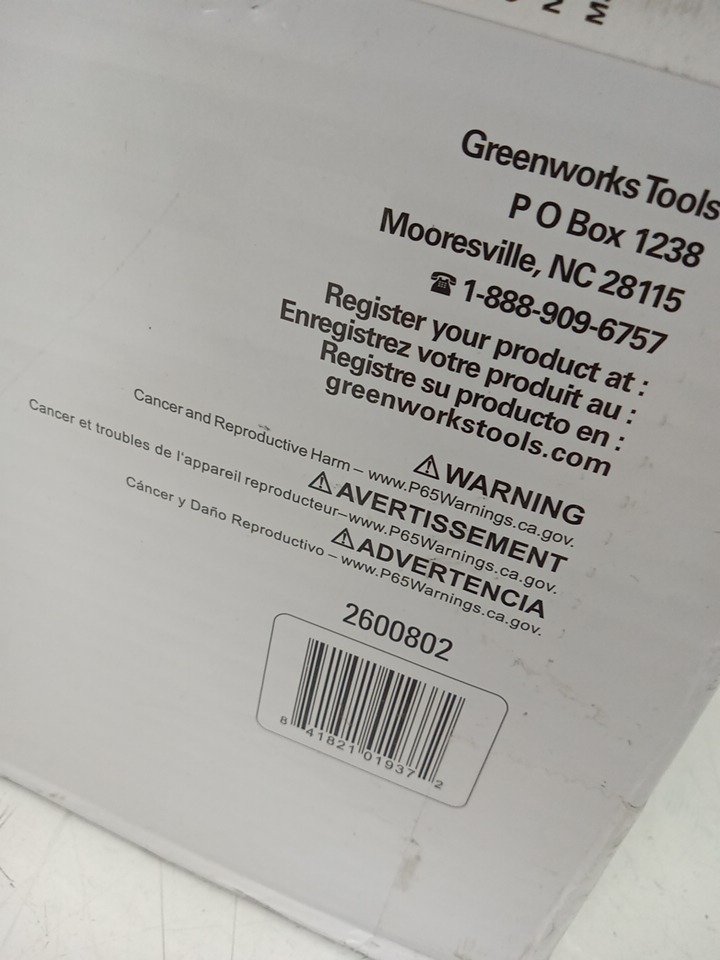 Greenworks Tools
P O Box 1238
Mooresville, NC 28115
☎ 1-888-909-6757
Register your product at :
Enregistrez votre produit au :
Registre su producto en :
greenworkstools.com
⚠ WARNING
Cancer and Reproductive Harm – www.P65Warnings.ca.gov.
⚠ AVERTISSEMENT
Cancer et troubles de l'appareil reproducteur–www.P65Warnings.ca.gov.
⚠ ADVERTENCIA
Cáncer y Daño Reproductivo – www.P65Warnings.ca.gov.
2600802
8 41821 01937 2